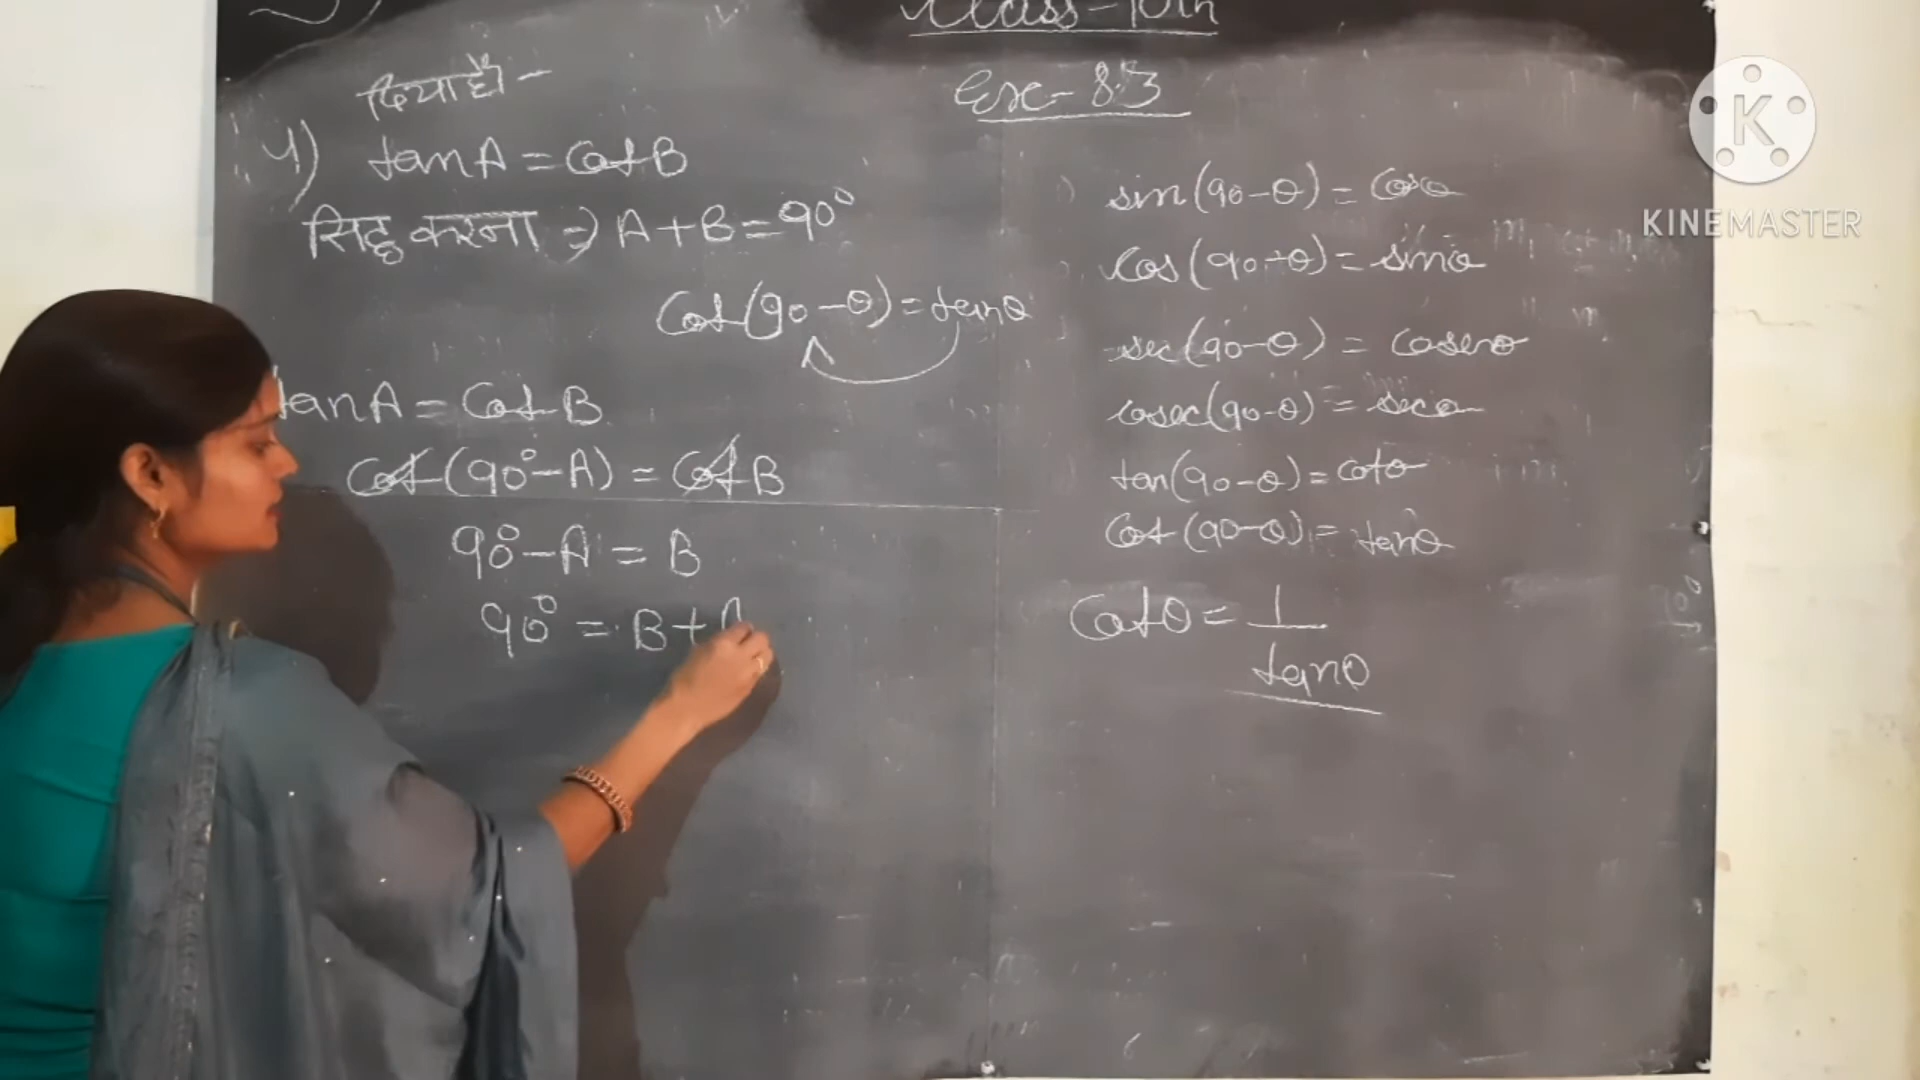 Class-10th
Exe-8.3
दिया है -
4) tanA = CotB
सिद्ध करना => A+B=90°
Cot(90-θ)=tanθ
tanA = CotB
Cot(90°-A) = CotB
90°-A = B
90° = B+A
sin(90-θ)=Cosθ
Cos(90-θ)=sinθ
sec(90-θ) = Cosecθ
Cosec(90-θ)=secθ
tan(90-θ)=cotθ
Cot(90-θ)=tanθ
Cotθ = 1
tanθ
K
KINEMASTER